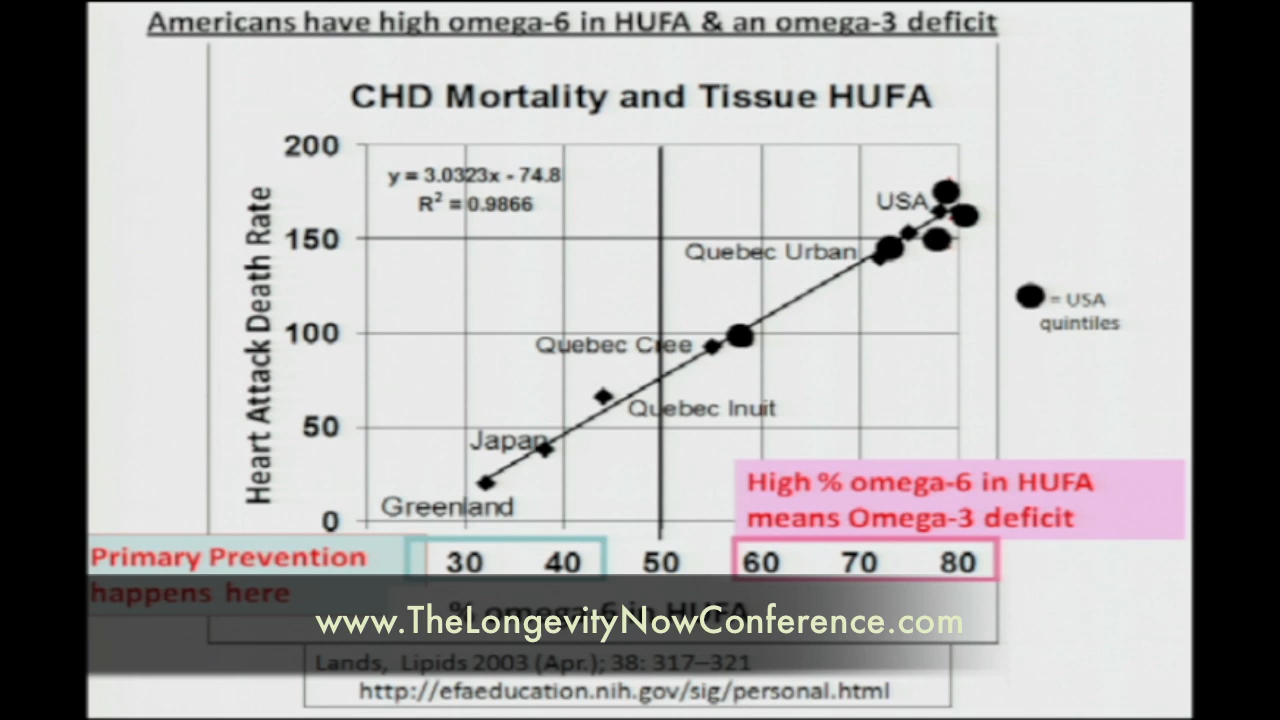 Americans have high omega-6 in HUFA & an omega-3 deficit
CHD Mortality and Tissue HUFA
Heart Attack Death Rate
200
150
100
50
0
y = 3.0323x - 74.8
R² = 0.9866
USA
Quebec Urban
Quebec Cree
Quebec Inuit
Japan
Greenland
= USA
quintiles
High % omega-6 in HUFA
means Omega-3 deficit
Primary Prevention
happens here
30 40 50 60 70 80
% omega-6 in HUFA
www.TheLongevityNowConference.com
Lands, Lipids 2003 (Apr.); 38: 317–321
http://efaeducation.nih.gov/sig/personal.html